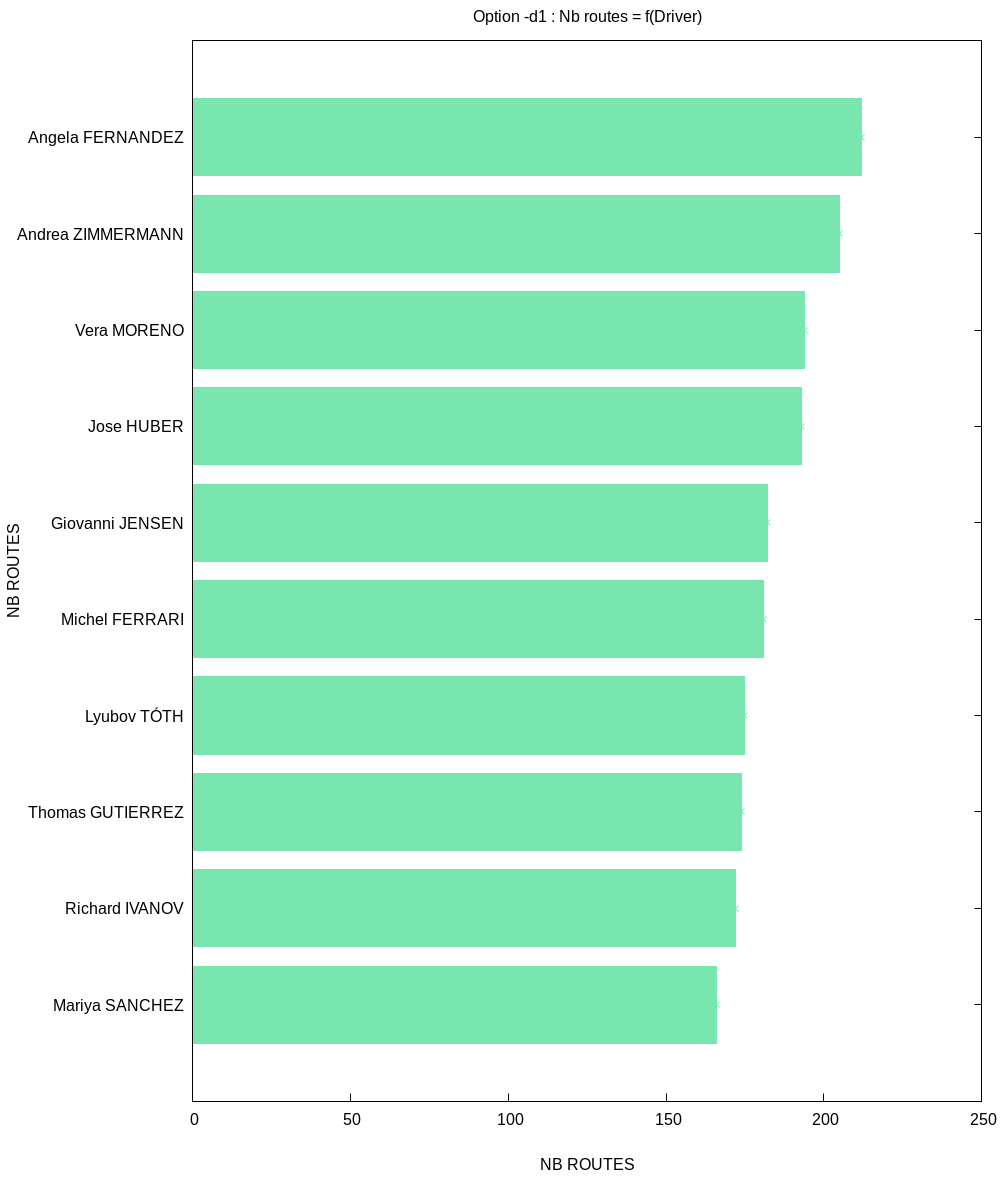 Option -d1 : Nb routes = f(Driver)
Angela FERNANDEZ
Andrea ZIMMERMANN
Vera MORENO
Jose HUBER
Giovanni JENSEN
Michel FERRARI
Lyubov TÓTH
Thomas GUTIERREZ
Richard IVANOV
Mariya SANCHEZ
NB ROUTES
0 50 100 150 200 250
NB ROUTES